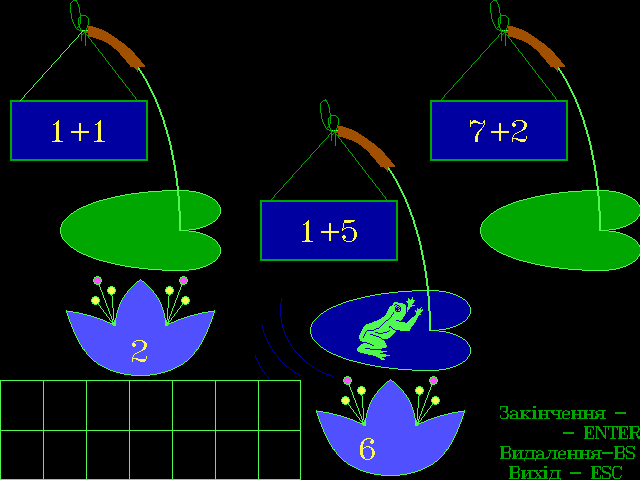 1+1
7+2
1+5
2
6
Закінчення -
- ENTER
Видалення-BS
Вихід - ESC